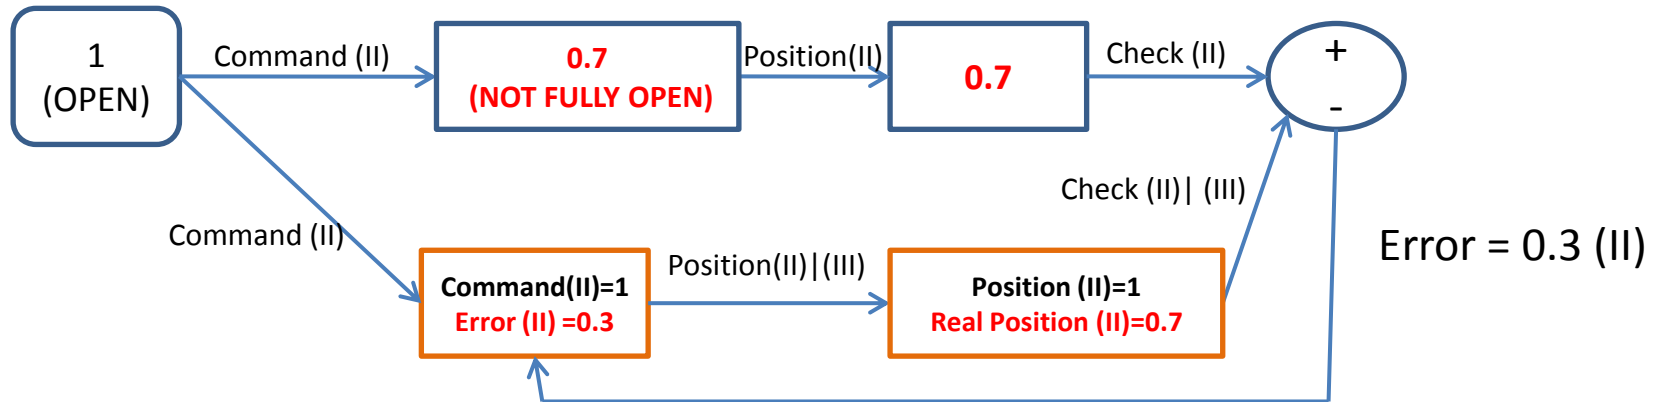 1
(OPEN)
Command (II)
0.7
(NOT FULLY OPEN)
Position(II)
0.7
Check (II)
+
-
Command (II)
Command(II)=1
Error (II) =0.3
Position(II)|(III)
Position (II)=1
Real Position (II)=0.7
Check (II)| (III)
Error = 0.3 (II)